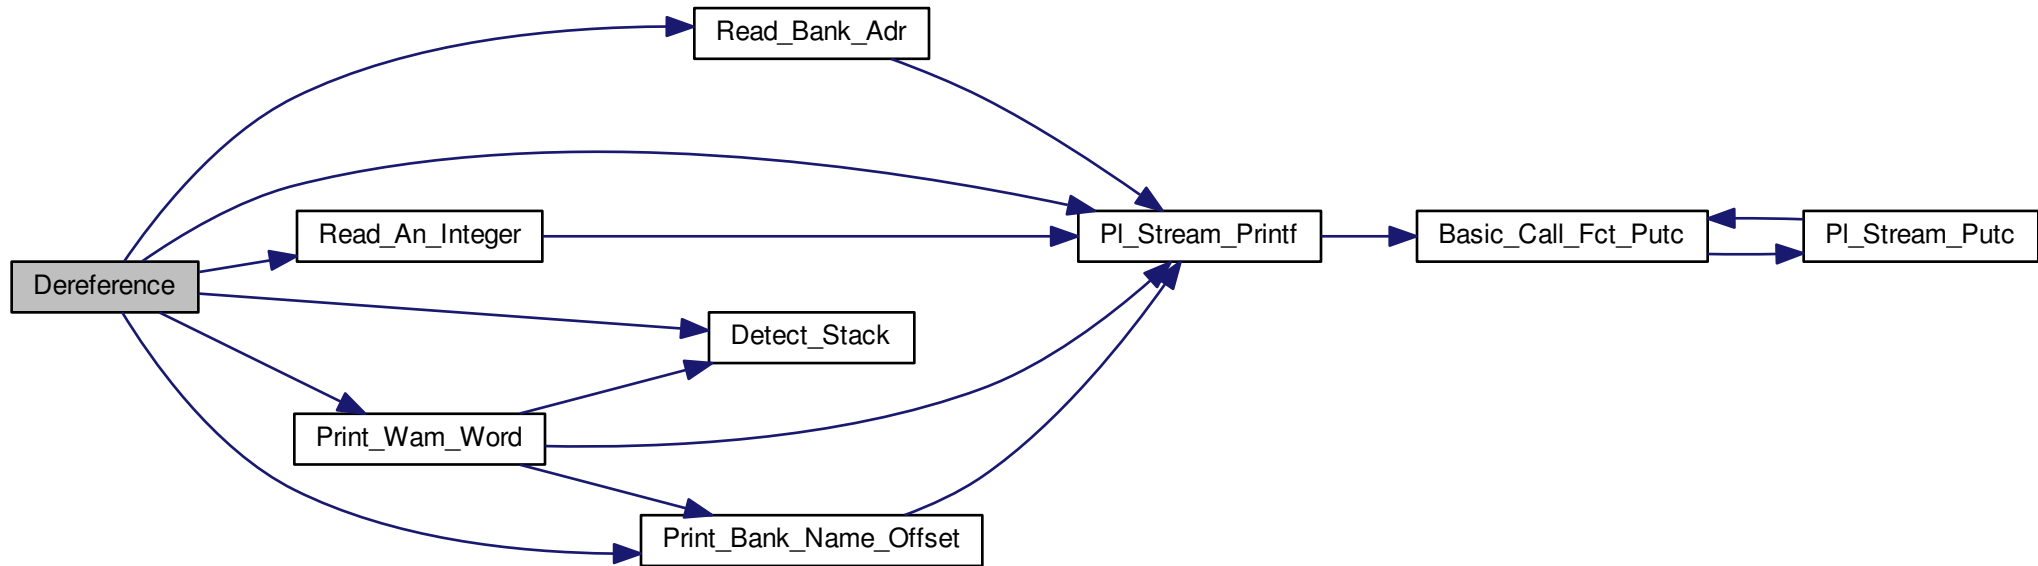 Read_Bank_Adr
Read_An_Integer
Pl_Stream_Printf
Basic_Call_Fct_Putc
Pl_Stream_Putc
Dereference
Detect_Stack
Print_Wam_Word
Print_Bank_Name_Offset